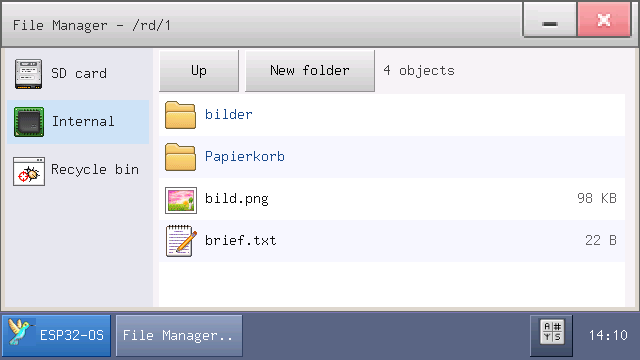 File Manager - /rd/1
SD card
Internal
Recycle bin
Up
New folder
4 objects
bilder
Papierkorb
bild.png
98 KB
brief.txt
22 B
ESP32-OS
File Manager..
A#
TS
14:10